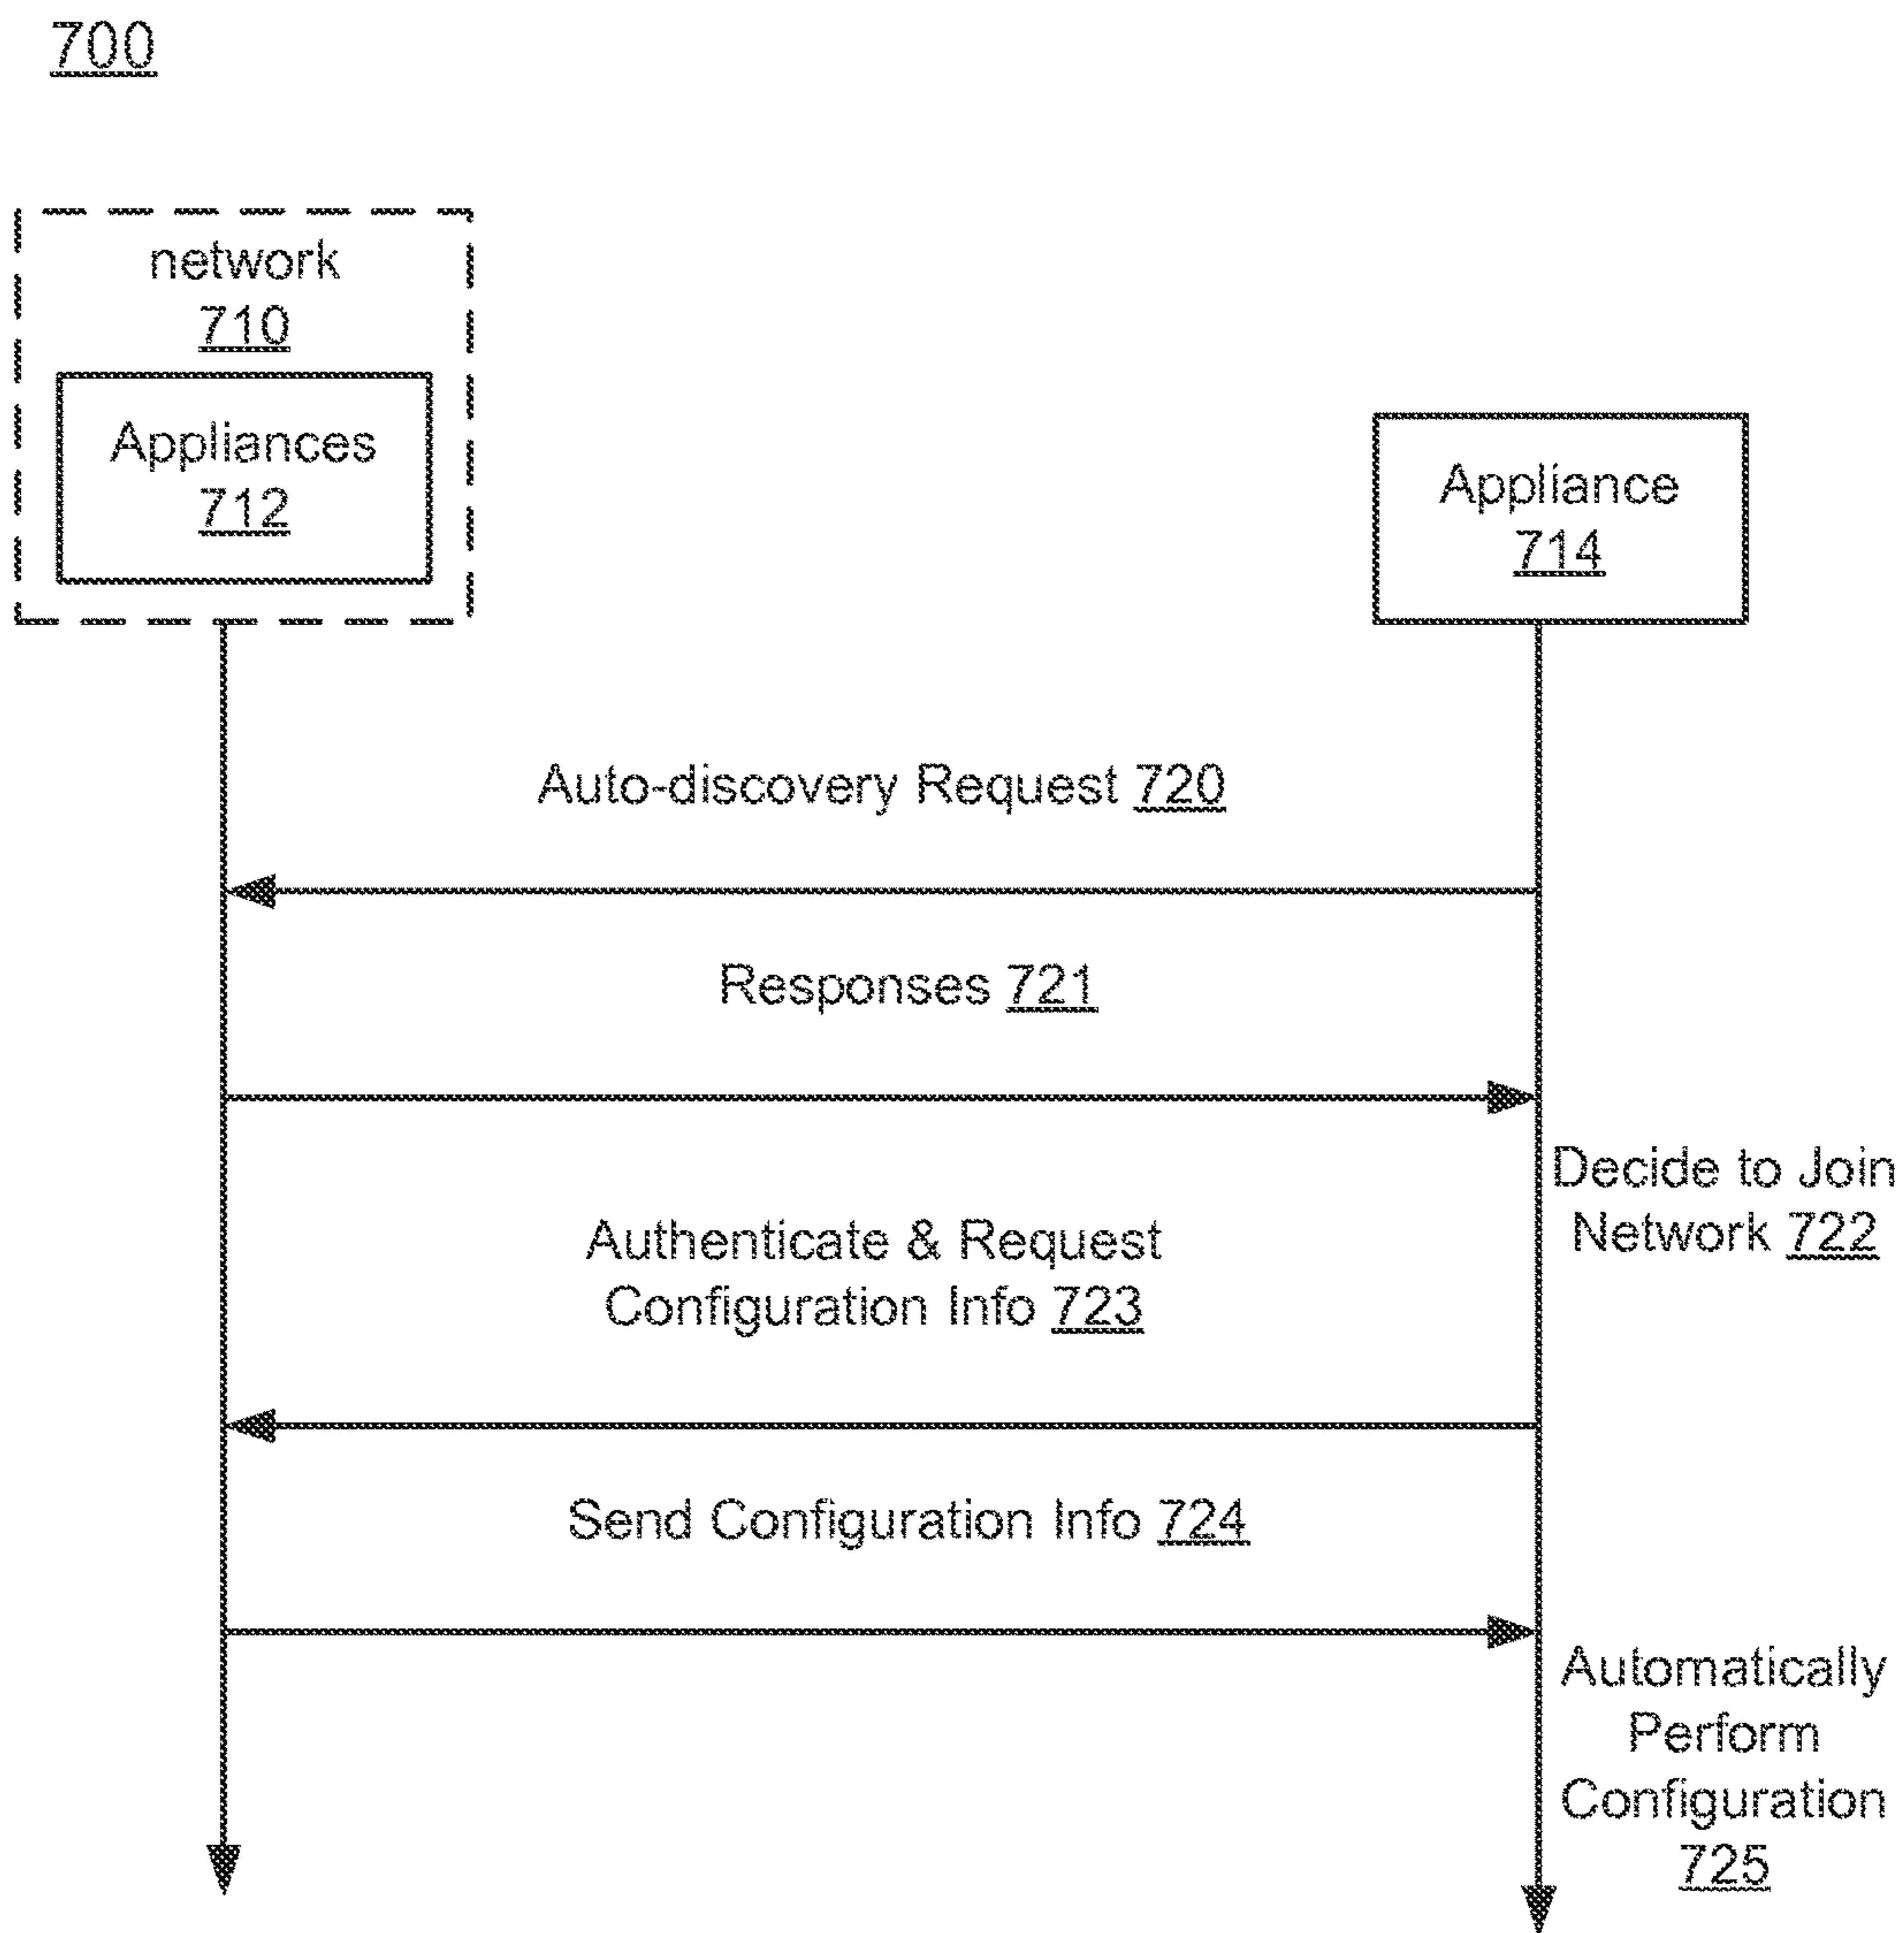 700
network
710
Appliances
712
Appliance
714
Auto-discovery Request 720
Responses 721
Decide to Join
Network 722
Authenticate & Request
Configuration Info 723
Send Configuration Info 724
Automatically
Perform
Configuration
725